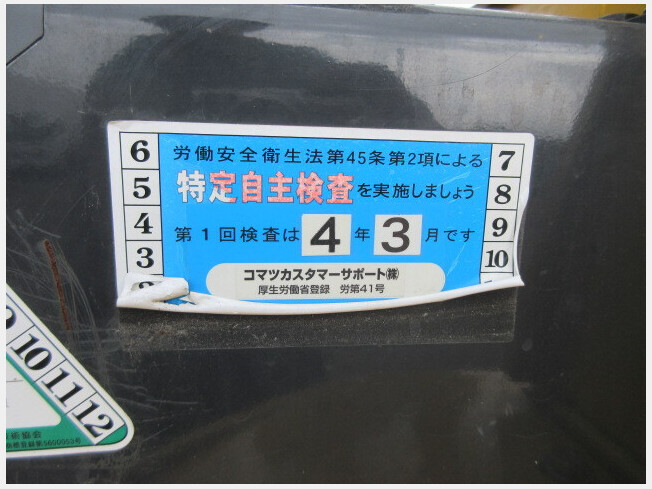 労働安全衛生法第45条第2項による
特定自主検査を実施しましょう
第1回検査は4年3月です
コマツカスタマーサポート㈱
厚生労働省登録 労第41号
6
5
4
3
7
8
9
10
10 11 12
術協会